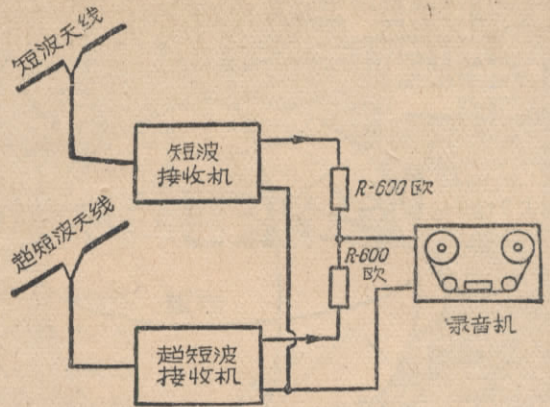 短波天线
短波
接收机
R-600欧
超短波天线
R-600
欧
录音机
超短波
接收机